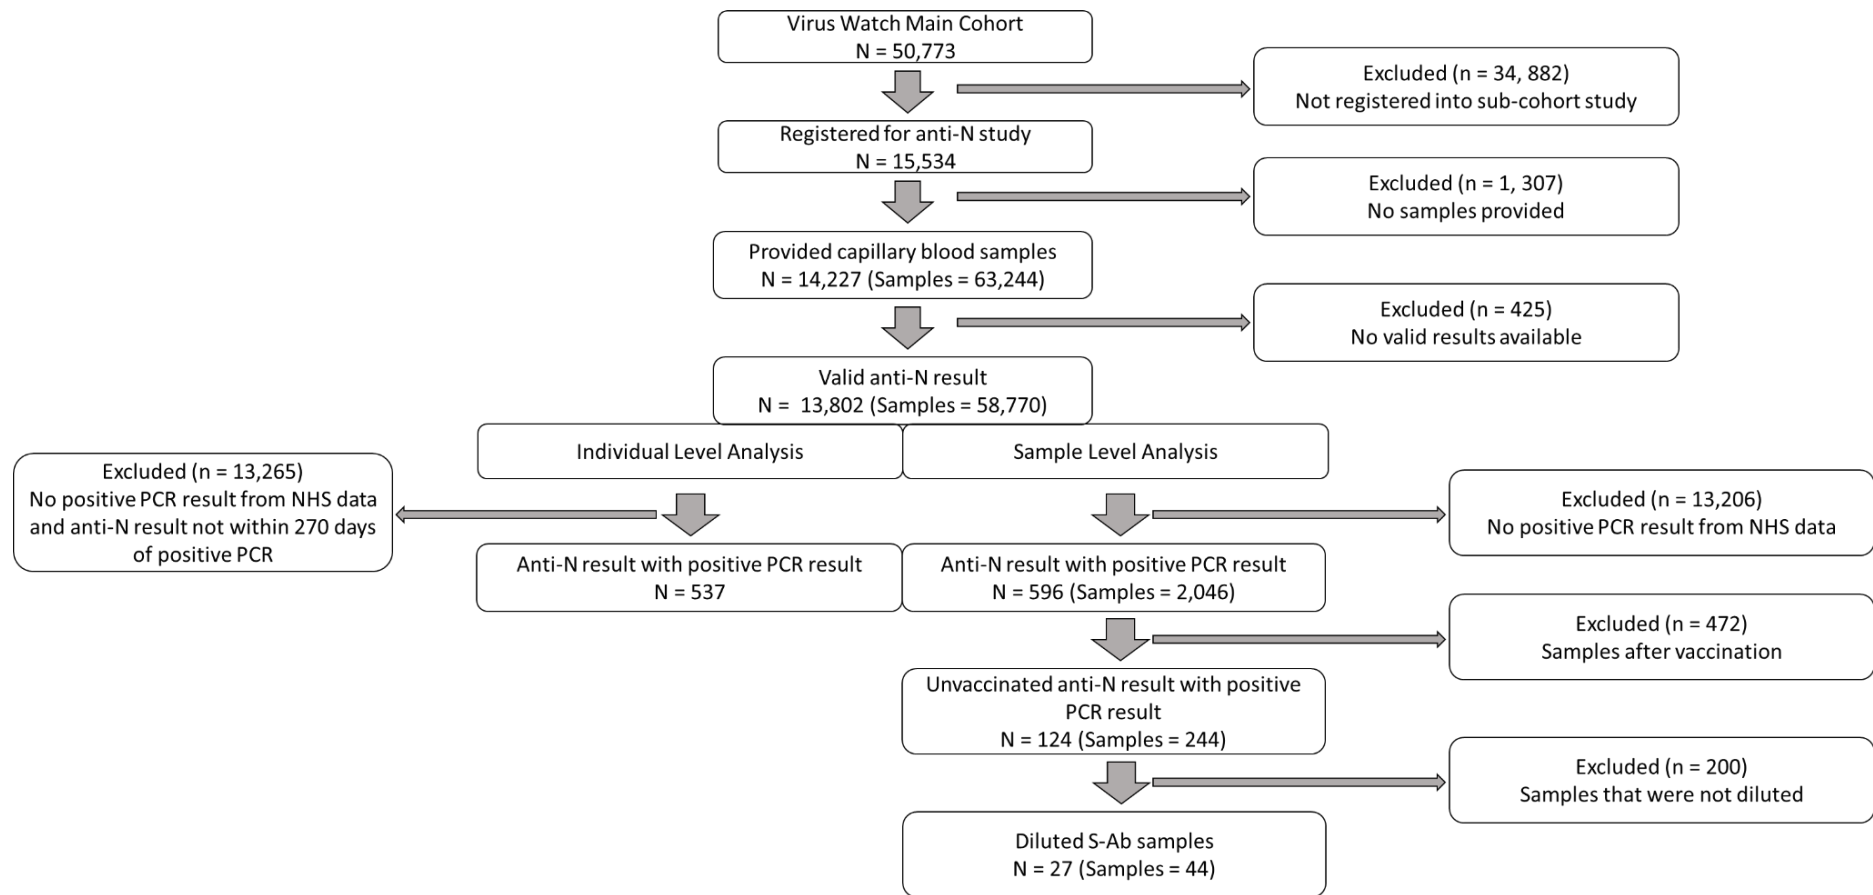 Virus Watch Main Cohort
N = 50,773
Excluded (n = 34, 882)
Not registered into sub-cohort study
Registered for anti-N study
N = 15,534
Excluded (n = 1, 307)
No samples provided
Provided capillary blood samples
N = 14,227 (Samples = 63,244)
Excluded (n = 425)
No valid results available
Valid anti-N result
N =  13,802 (Samples = 58,770)
Individual Level Analysis
Sample Level Analysis
Excluded (n = 13,265)
No positive PCR result from NHS data
and anti-N result not within 270 days
of positive PCR
Excluded (n = 13,206)
No positive PCR result from NHS data
Anti-N result with positive PCR result
N = 537
Anti-N result with positive PCR result
N = 596 (Samples = 2,046)
Excluded (n = 472)
Samples after vaccination
Unvaccinated anti-N result with positive
PCR result
N = 124 (Samples = 244)
Excluded (n = 200)
Samples that were not diluted
Diluted S-Ab samples
N = 27 (Samples = 44)